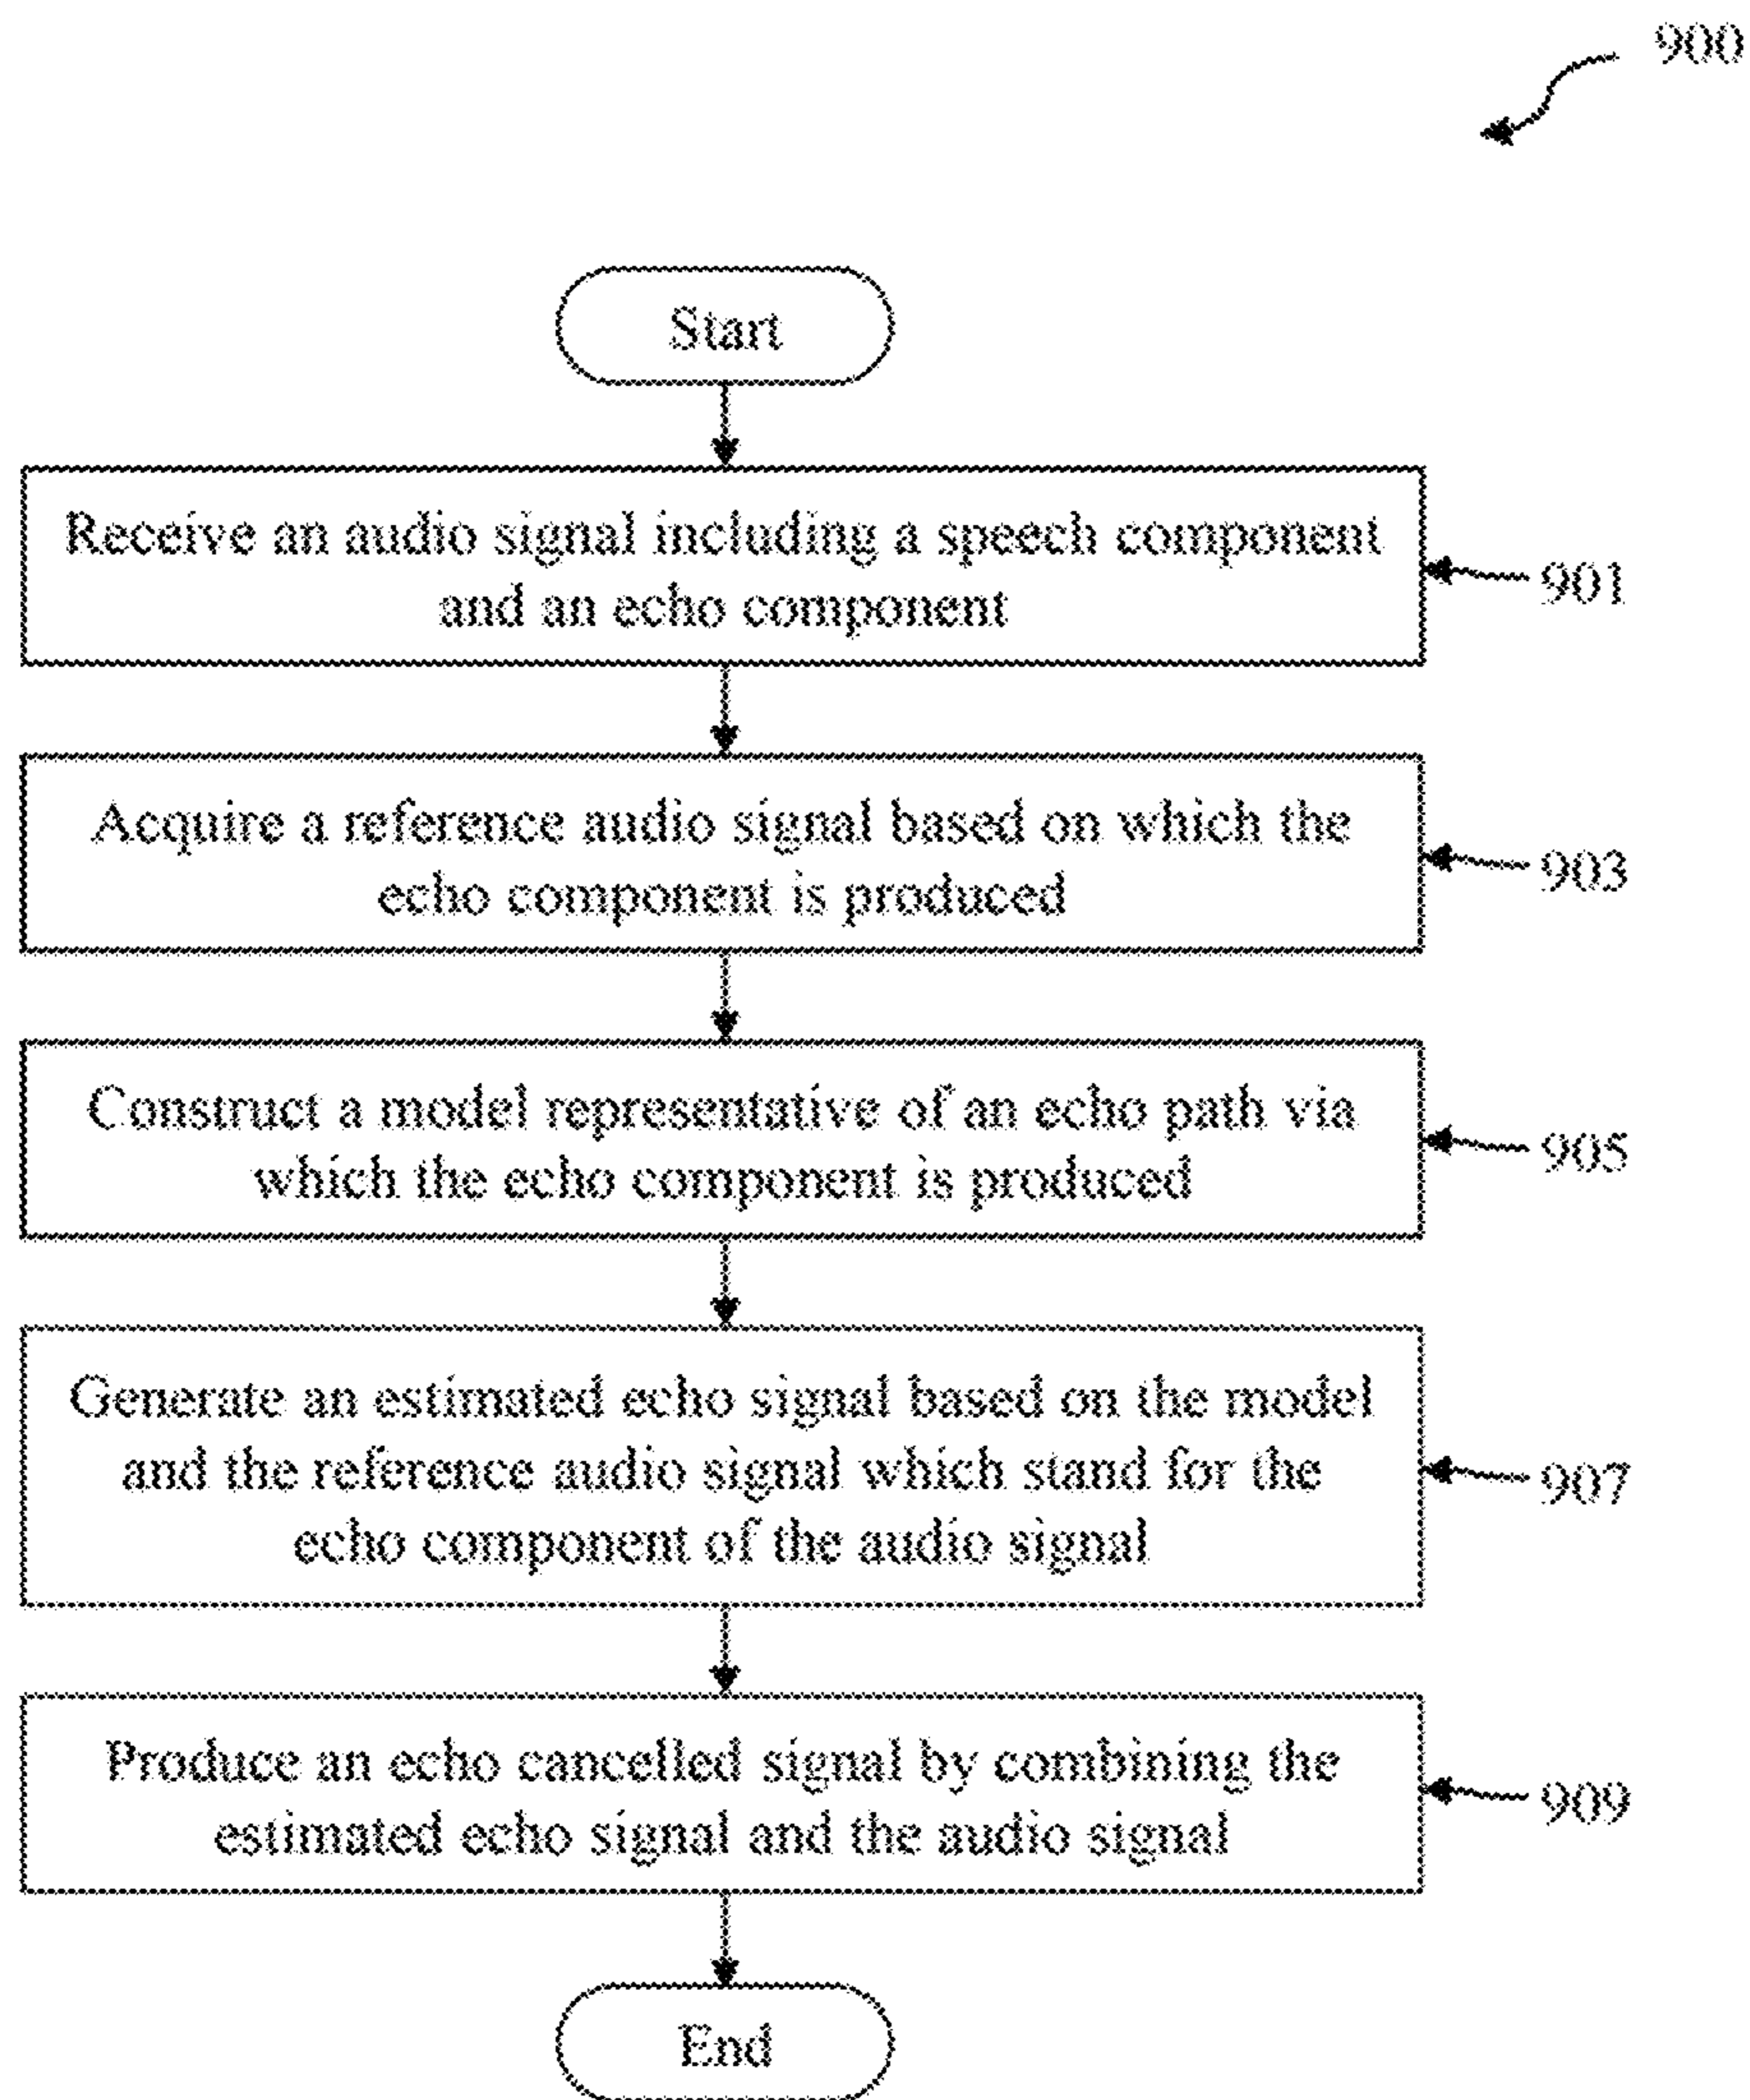 900
Start
Receive an audio signal including a speech component
and an echo component
901
Acquire a reference audio signal based on which the
echo component is produced
903
Construct a model representative of an echo path via
which the echo component is produced
905
Generate an estimated echo signal based on the model
and the reference audio signal which stand for the
echo component of the audio signal
907
Produce an echo cancelled signal by combining the
estimated echo signal and the audio signal
909
End